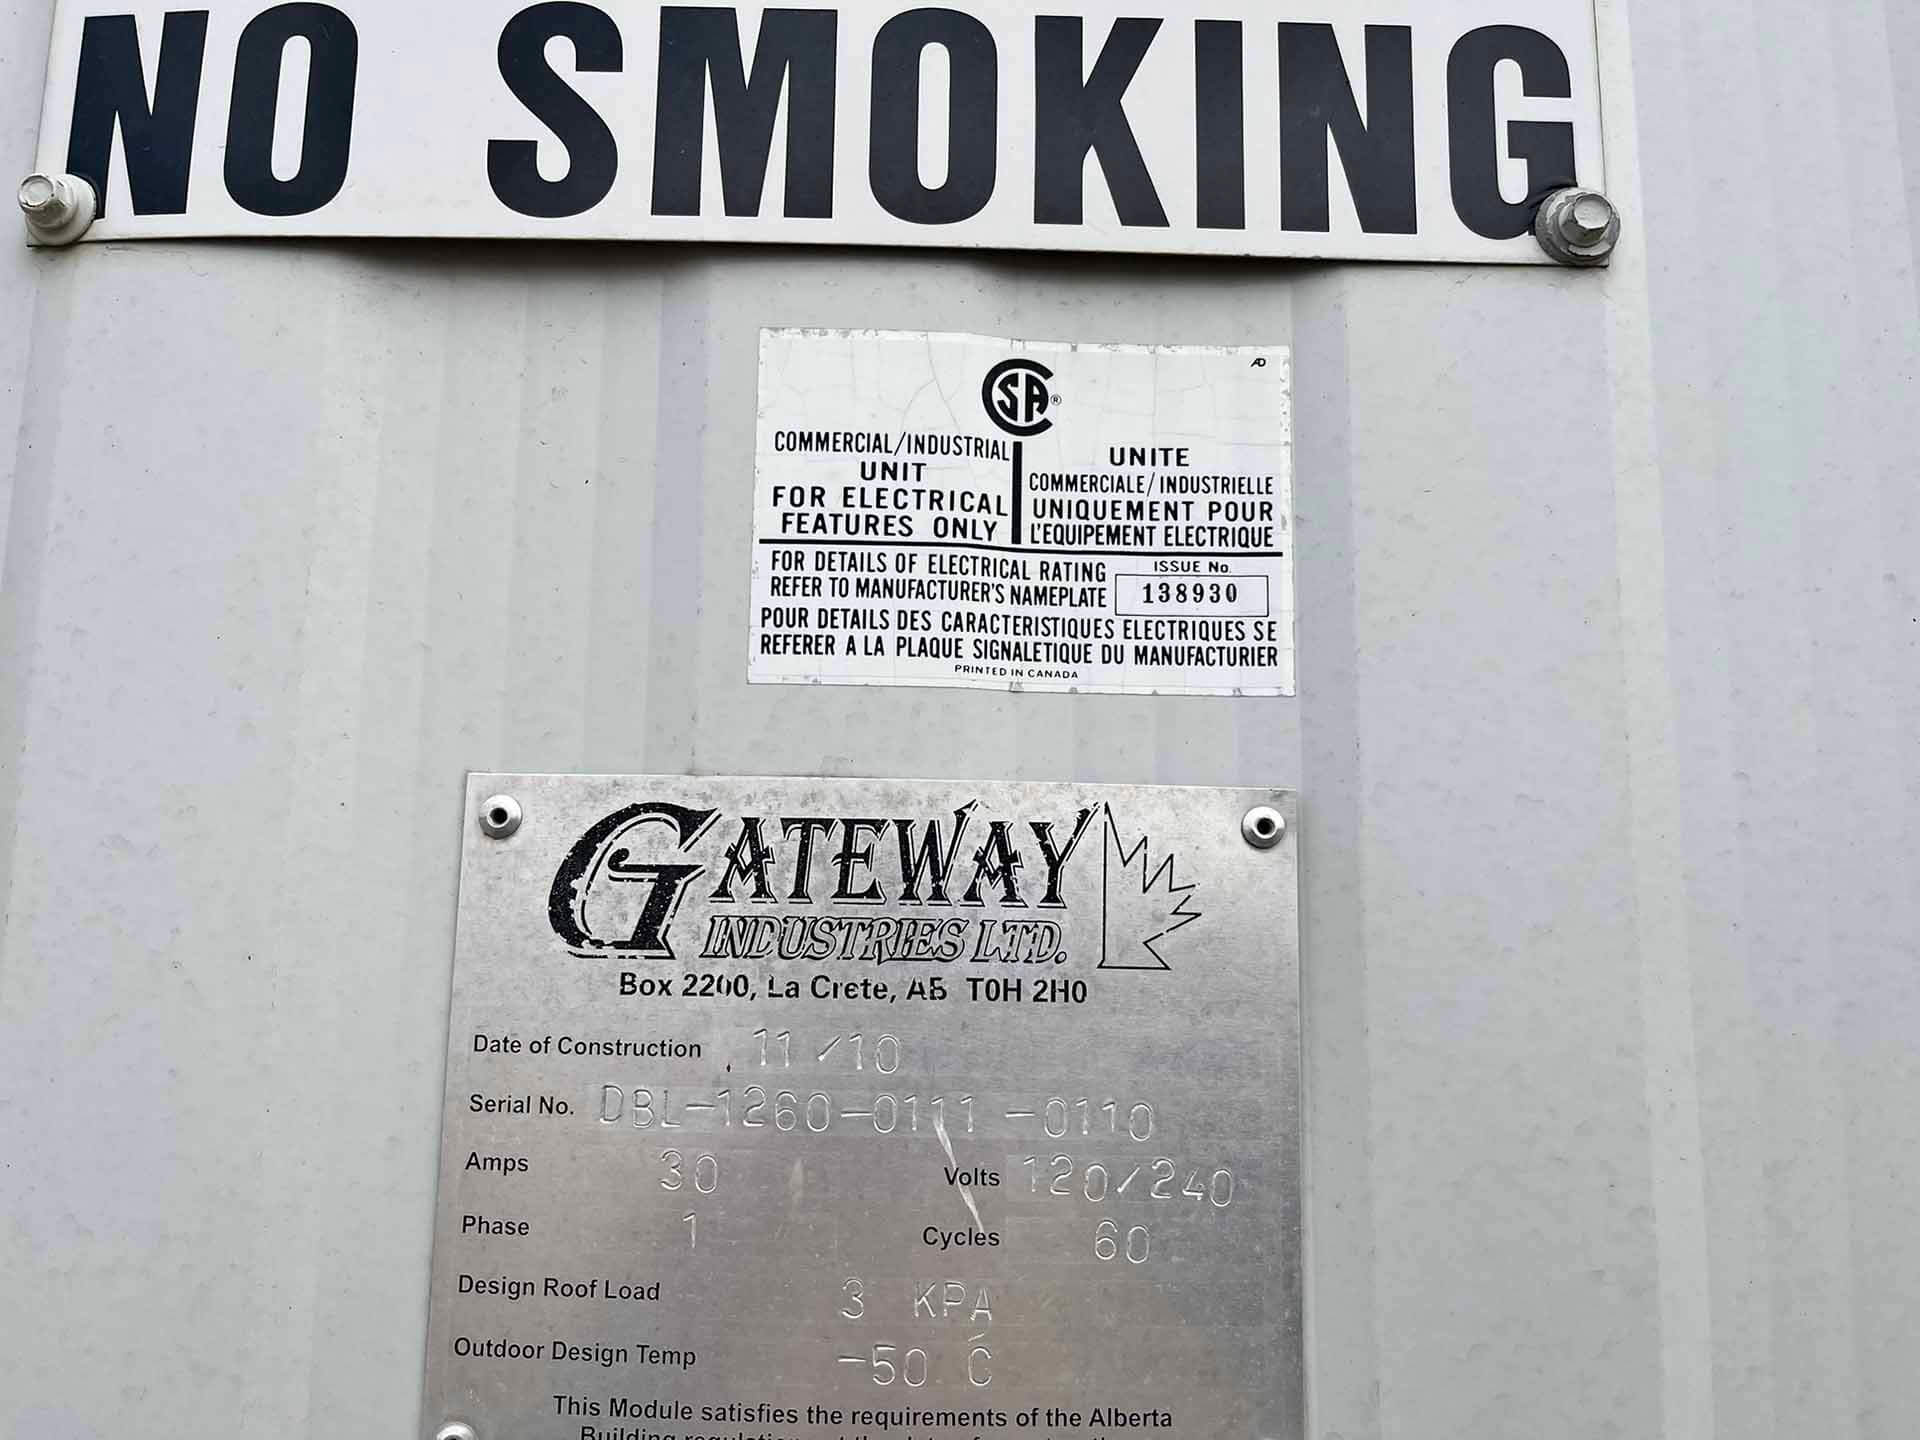 NO SMOKING
CSA®
AD
COMMERCIAL/INDUSTRIAL
UNIT
FOR ELECTRICAL
FEATURES ONLY
UNITE
COMMERCIALE/INDUSTRIELLE
UNIQUEMENT POUR
L'EQUIPEMENT ELECTRIQUE
FOR DETAILS OF ELECTRICAL RATING
REFER TO MANUFACTURER'S NAMEPLATE
ISSUE No.
138930
POUR DETAILS DES CARACTERISTIQUES ELECTRIQUES SE
REFERER A LA PLAQUE SIGNALETIQUE DU MANUFACTURIER
PRINTED IN CANADA
GATEWAY
INDUSTRIES LTD.
Box 2200, La Crete, AB T0H 2H0
Date of Construction 11/10
Serial No. DBL-1260-0111-0110
Amps 30 Volts 120/240
Phase 1 Cycles 60
Design Roof Load 3 KPA
Outdoor Design Temp -50 C
This Module satisfies the requirements of the Alberta
Building